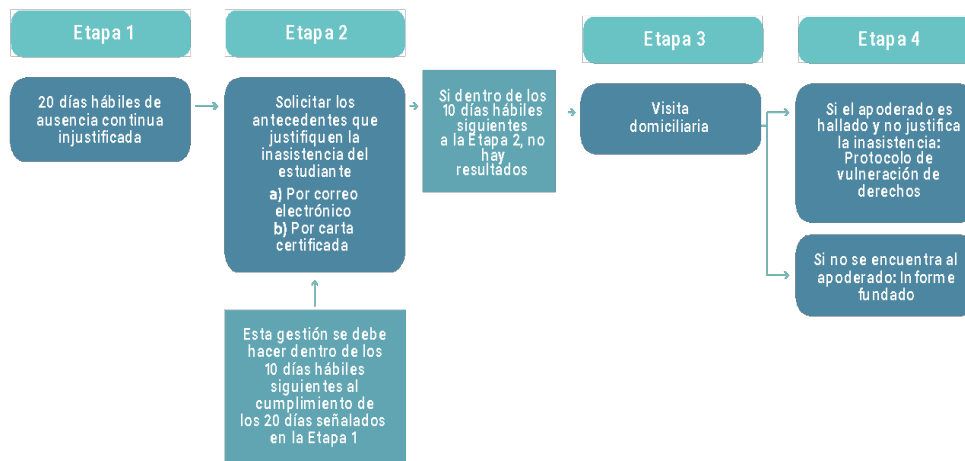 Etapa 1
20 días hábiles de
ausencia continua
injustificada
Etapa 2
Solicitar los
antecedentes que
justifiquen la
inasistencia del
estudiante
a) Por correo
electrónico
b) Por carta
certificada
Esta gestión se debe
hacer dentro de los
10 días hábiles
siguientes al
cumplimiento de
los 20 días señalados
en la Etapa 1
Si dentro de los
10 días hábiles
siguientes
a la Etapa 2, no
hay
resultados
Etapa 3
Visita
domiciliaria
Etapa 4
Si el apoderado es
hallado y no justifica
la inasistencia:
Protocolo de
vulneración de
derechos
Si no se encuentra al
apoderado: Informe
fundado